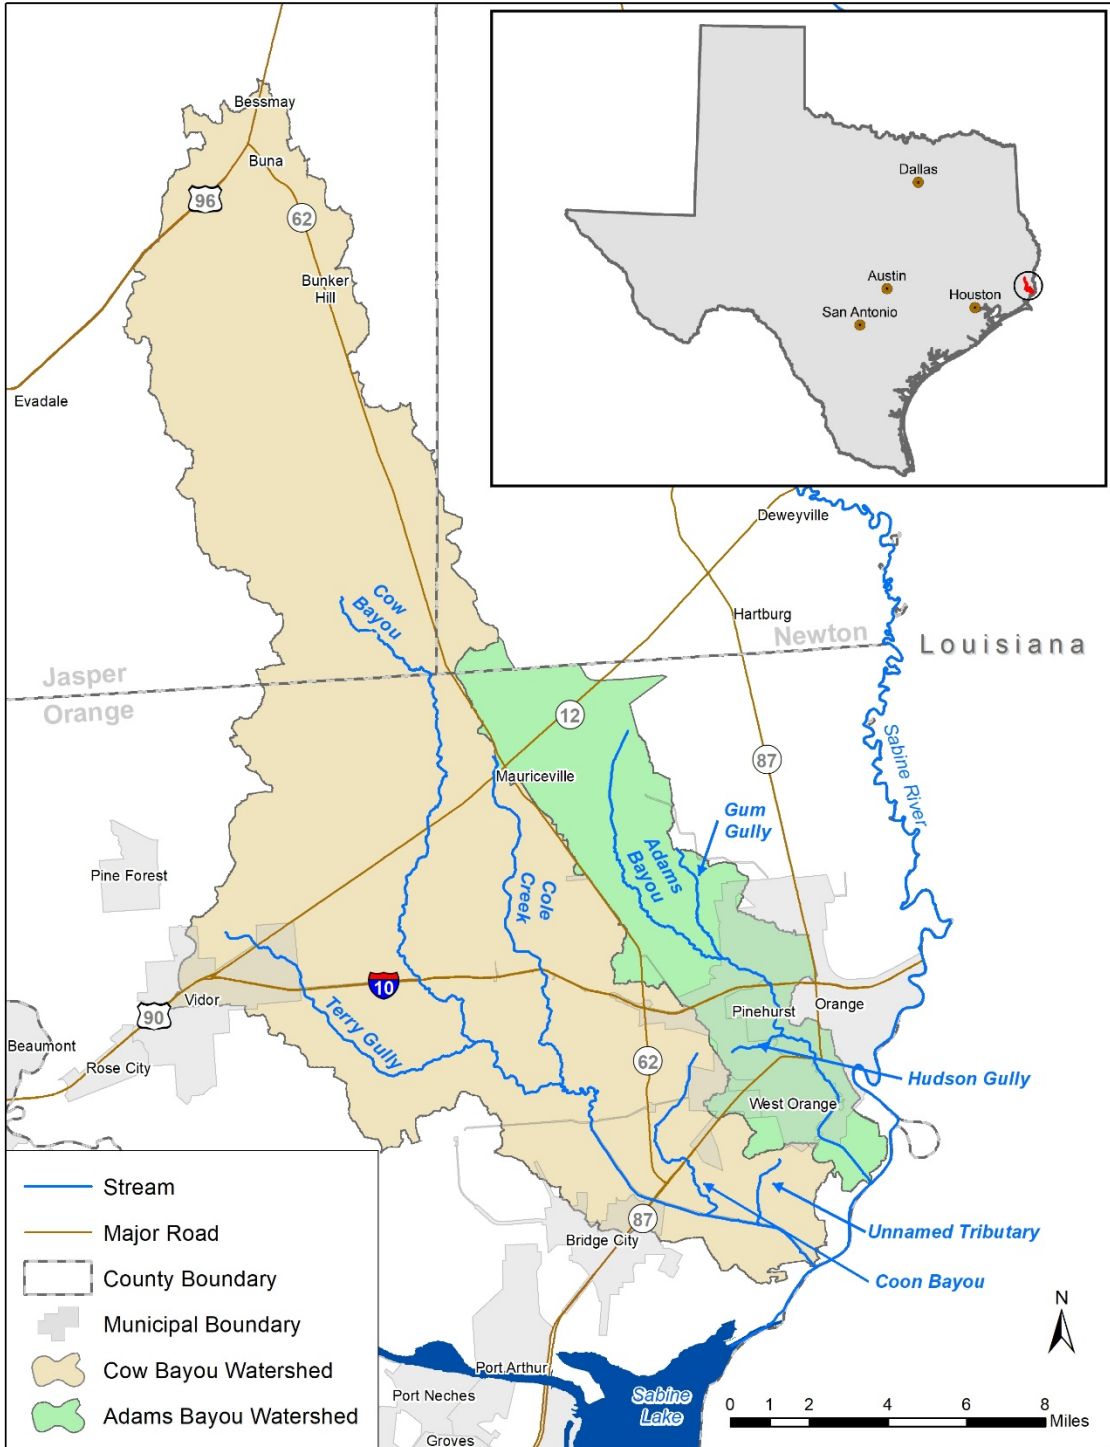 Bessmay
Buna
96
62
Bunker
Hill
Evadale
Dallas
Austin
San Antonio
Houston
Deweyville
Hartburg
Newton
Louisiana
Cow
Bayou
Jasper
Orange
12
87
Sabine River
Mauriceville
Gum
Gully
Adams
Bayou
Cole
Creek
Pine Forest
Vidor
10
90
Terry Gully
Beaumont
Rose City
Pinehurst
Orange
62
Hudson Gully
West Orange
Unnamed Tributary
87
Bridge City
Coon Bayou
Port Arthur
Port Neches
Groves
Sabine
Lake
N
0 1 2 4 6 8
Miles
Stream
Major Road
County Boundary
Municipal Boundary
Cow Bayou Watershed
Adams Bayou Watershed